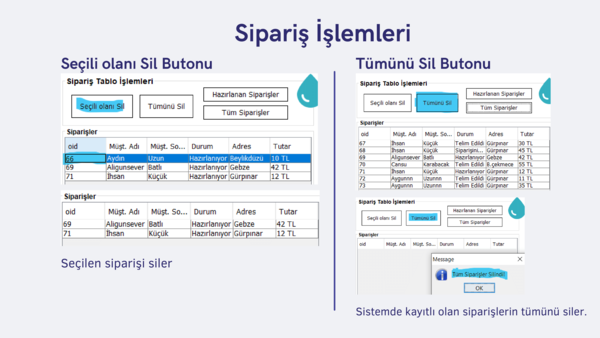 Sipariş İşlemleri
Seçili olanı Sil Butonu
Sipariş Tablo İşlemleri
Seçili olanı Sil
Tümünü Sil
Hazırlanan Siparişler
Tüm Siparişler
Siparişler
oid Müşt. Adı Müşt. So... Durum Adres Tutar
66 Aydın Uzun Hazırlanıyor Beylikdüzü 10 TL
69 Aligunsever Batlı Hazırlanıyor Gebze 42 TL
71 İhsan Küçük Hazırlanıyor Gürpınar 12 TL
Siparişler
oid Müşt. Adı Müşt. So... Durum Adres Tutar
69 Aligunsever Batlı Hazırlanıyor Gebze 42 TL
71 İhsan Küçük Hazırlanıyor Gürpınar 12 TL
Seçilen siparişi siler
Tümünü Sil Butonu
Sipariş Tablo İşlemleri
Seçili olanı Sil
Tümünü Sil
Hazırlanan Siparişler
Tüm Siparişler
Siparişler
oid Müşt. Adı Müşt. So... Durum Adres Tutar
67 İhsan Küçük Telim Edildi Gürpınar 30 TL
68 İhsan Küçük Siparişin... Gürpınar 45 TL
69 Aligunsever Batlı Hazırlanıyor Gebze 42 TL
70 Cansu Karabacak Telim Edildi B.çekmece 55 TL
71 İhsan Küçük Hazırlanıyor Gürpınar 12 TL
72 Aygunnn Uzunnn Telim Edildi Gürpınar 11 TL
73 Aygunnn Uzunnn Telim Edildi Gürpınar 35 TL
Sipariş Tablo İşlemleri
Seçili olanı Sil
Tümünü Sil
Hazırlanan Siparişler
Tüm Siparişler
Siparişler
oid Müşt. Adı Müşt. So... Durum Adres Tutar
Message
Tüm Siparişler Silindi!
OK
Sistemde kayıtlı olan siparişlerin tümünü siler.